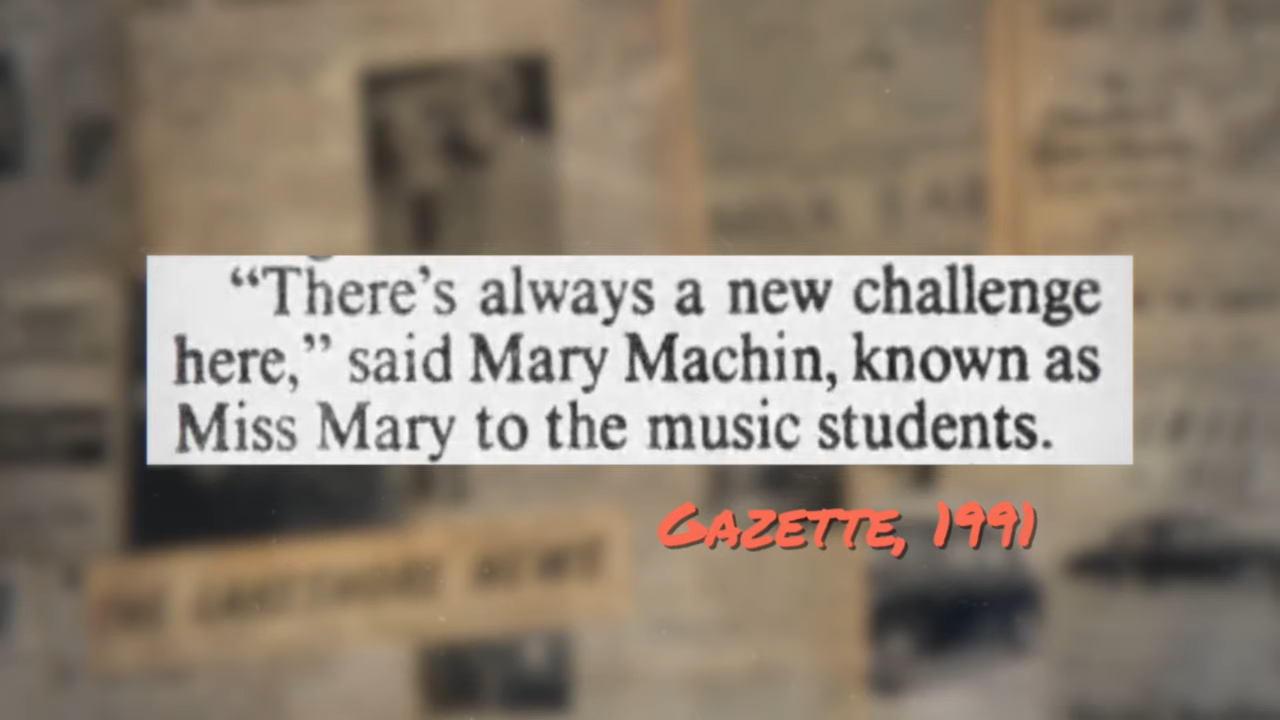 “There’s always a new challenge
here,” said Mary Machin, known as
Miss Mary to the music students.
GAZETTE, 1991